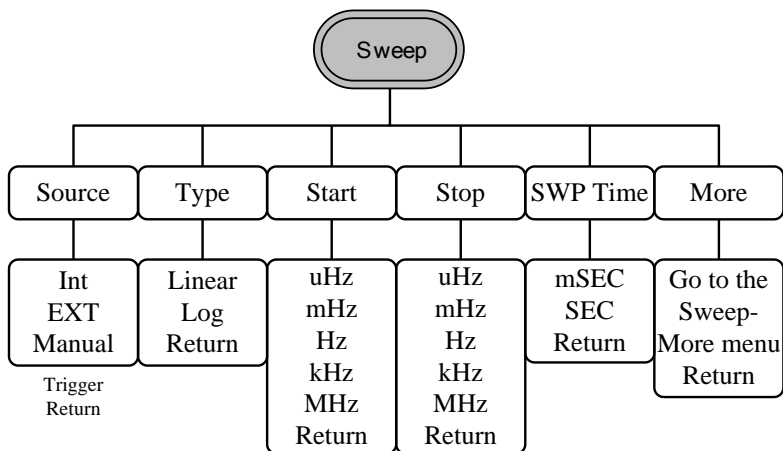 Sweep
Source
Type
Start
Stop
SWP Time
More
Int
EXT
Manual
Trigger
Return
Linear
Log
Return
uHz
mHz
Hz
kHz
MHz
Return
uHz
mHz
Hz
kHz
MHz
Return
mSEC
SEC
Return
Go to the
Sweep-
More menu
Return